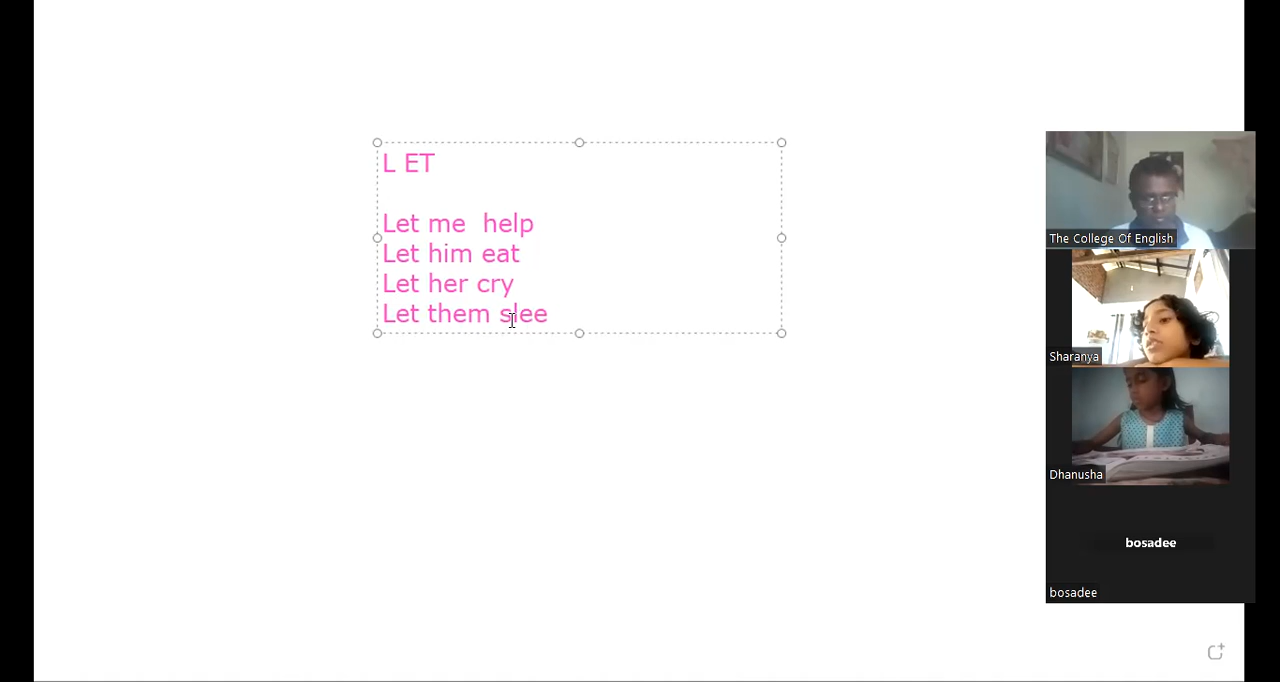 L ET
Let me  help
Let him eat
Let her cry
Let them slee
The College Of English
Sharanya
Dhanusha
bosadee
bosadee